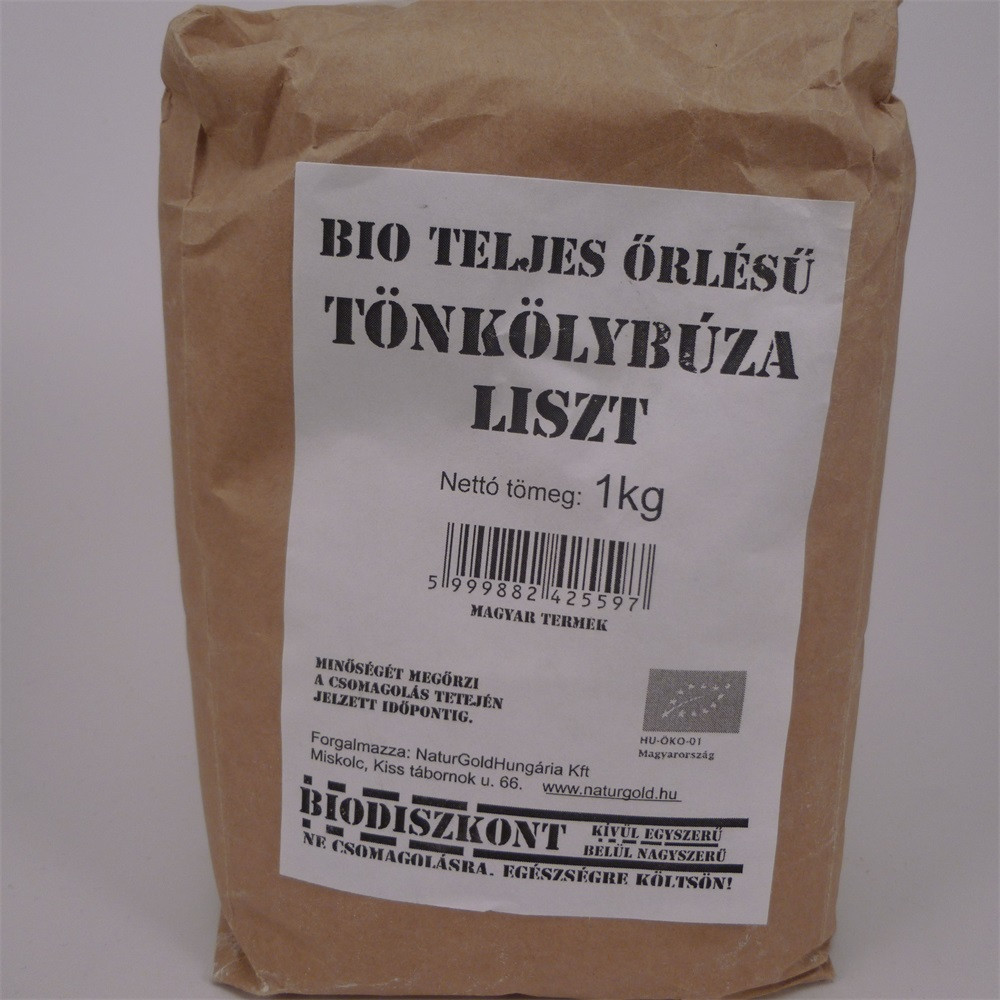 BIO TELJES ŐRLÉSŰ
TÖNKÖLYBÚZA
LISZT
Nettó tömeg: 1kg
5 999882 425597
MAGYAR TERMEK
MINŐSÉGÉT MEGŐRZI
A CSOMAGOLÁS TETEJÉN
JELZETT IDŐPONTIG.
HU-ÖKO-01
Magyarország
Forgalmazza: NaturGoldHungária Kft
Miskolc, Kiss tábornok u. 66. www.naturgold.hu
BIODISZKONT
KÍVÜL EGYSZERŰ
BELÜL NAGYSZERŰ
NE CSOMAGOLÁSRA. EGÉSZSÉGRE KÖLTSÖN!